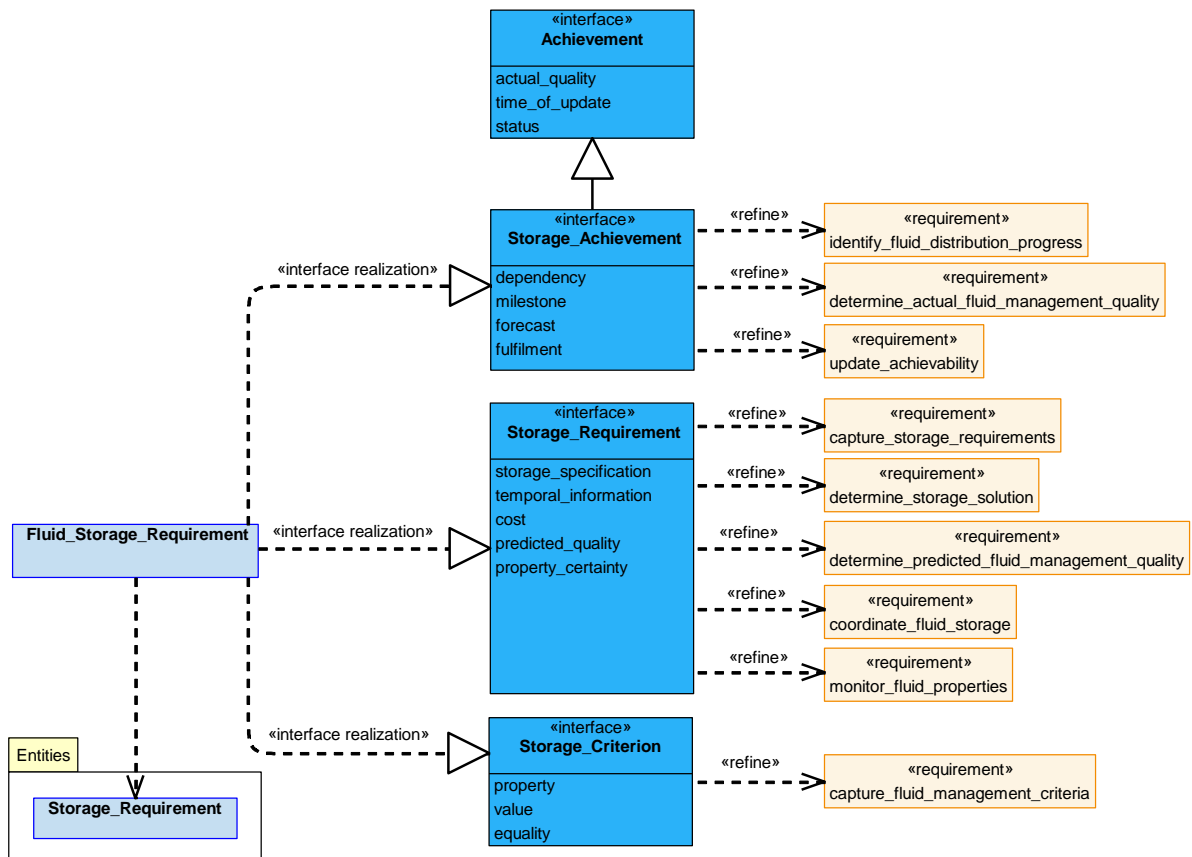 «interface»
Achievement
actual_quality
time_of_update
status
«interface»
Storage_Achievement
dependency
milestone
forecast
fulfilment
«refine»
«requirement»
identify_fluid_distribution_progress
«refine»
«requirement»
determine_actual_fluid_management_quality
«refine»
«requirement»
update_achievability
«interface realization»
«interface»
Storage_Requirement
storage_specification
temporal_information
cost
predicted_quality
property_certainty
«refine»
«requirement»
capture_storage_requirements
«refine»
«requirement»
determine_storage_solution
«refine»
«requirement»
determine_predicted_fluid_management_quality
«refine»
«requirement»
coordinate_fluid_storage
«refine»
«requirement»
monitor_fluid_properties
Fluid_Storage_Requirement
«interface realization»
«interface realization»
«interface»
Storage_Criterion
property
value
equality
«refine»
«requirement»
capture_fluid_management_criteria
Entities
Storage_Requirement